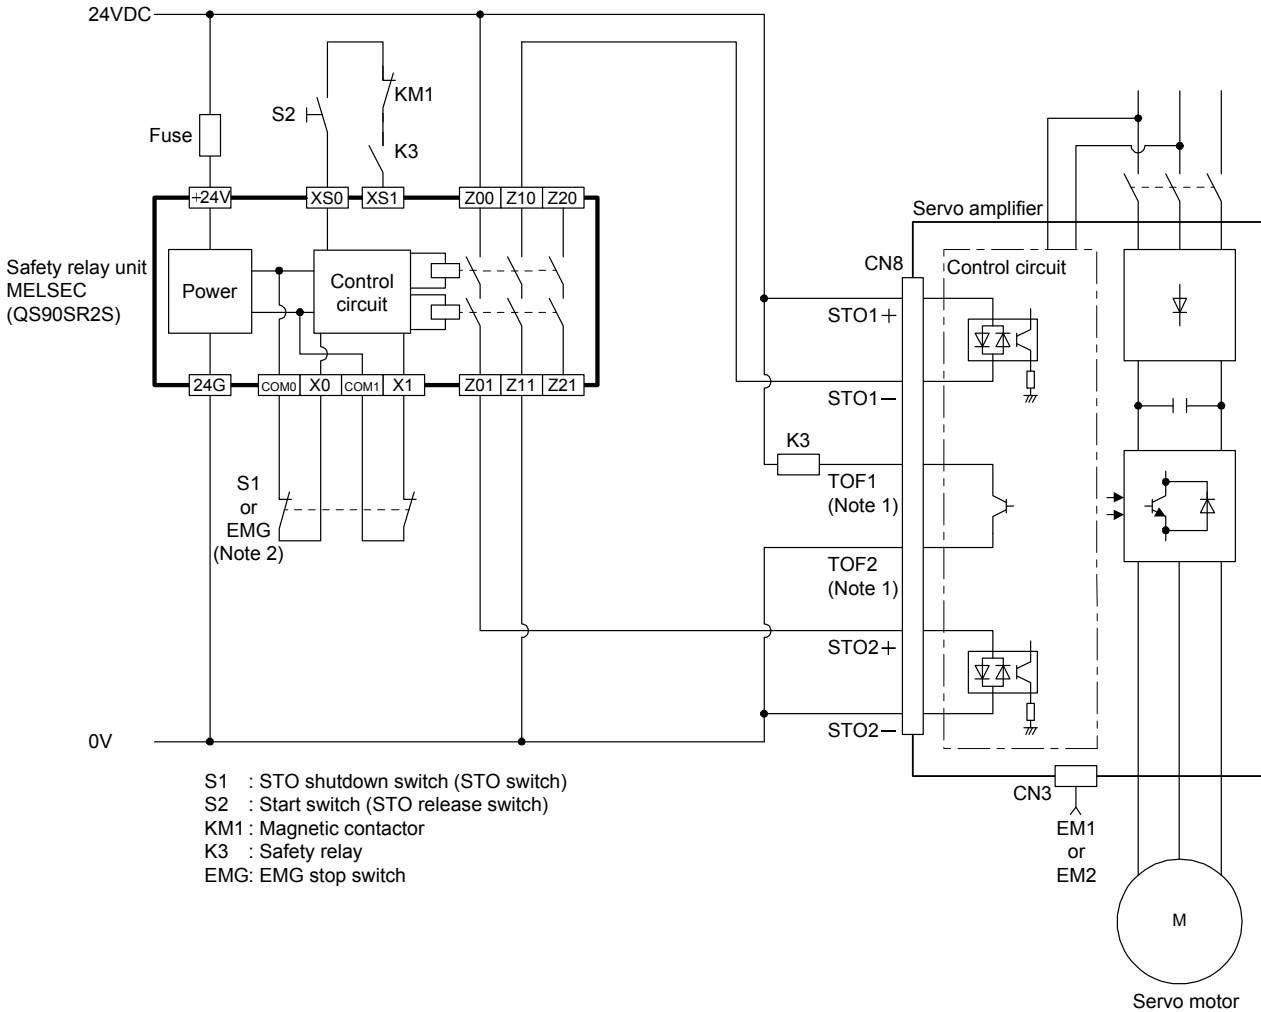 24VDC
S2
KM1
Fuse
K3
+24V
XS0
XS1
Z00
Z10
Z20
Safety relay unit
MELSEC
(QS90SR2S)
Power
Control
circuit
24G
COM0
X0
COM1
X1
Z01
Z11
Z21
S1
or
EMG
(Note 2)
0V
Servo amplifier
CN8
Control circuit
STO1+
STO1−
K3
TOF1
(Note 1)
TOF2
(Note 1)
STO2+
STO2−
CN3
EM1
or
EM2
M
Servo motor
S1 : STO shutdown switch (STO switch)
S2 : Start switch (STO release switch)
KM1 : Magnetic contactor
K3 : Safety relay
EMG: EMG stop switch